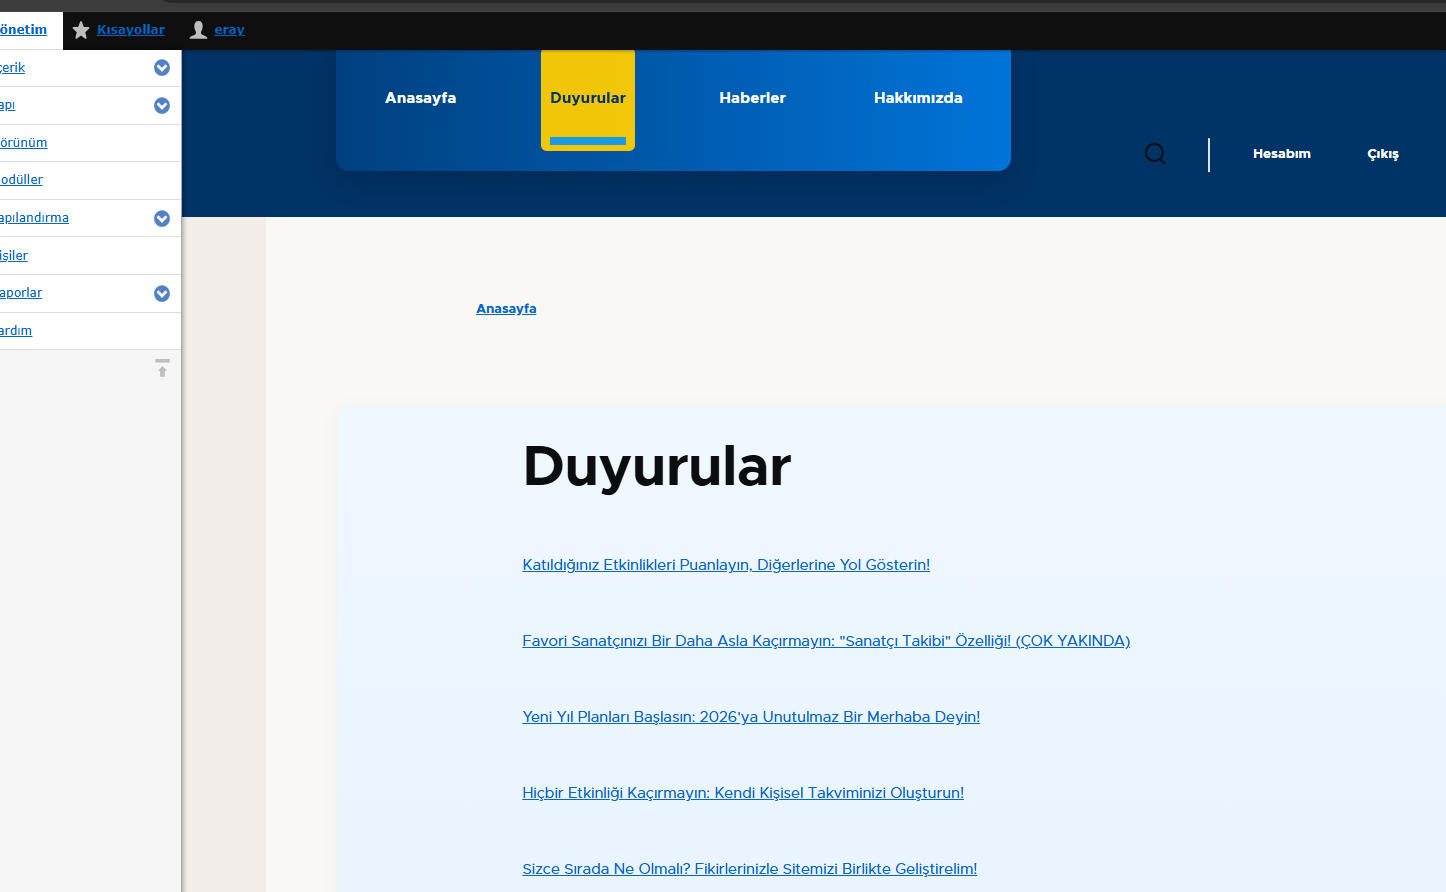 önetim Kısayollar eray
çerik
apı
örünüm
odüller
apılandırma
işiler
aporlar
ardım
Anasayfa Duyurular Haberler Hakkımızda
Hesabım Çıkış
Anasayfa
Duyurular
Katıldığınız Etkinlikleri Puanlayın, Diğerlerine Yol Gösterin!
Favori Sanatçınızı Bir Daha Asla Kaçırmayın: "Sanatçı Takibi" Özelliği! (ÇOK YAKINDA)
Yeni Yıl Planları Başlasın: 2026'ya Unutulmaz Bir Merhaba Deyin!
Hiçbir Etkinliği Kaçırmayın: Kendi Kişisel Takviminizi Oluşturun!
Sizce Sırada Ne Olmalı? Fikirlerinizle Sitemizi Birlikte Geliştirelim!